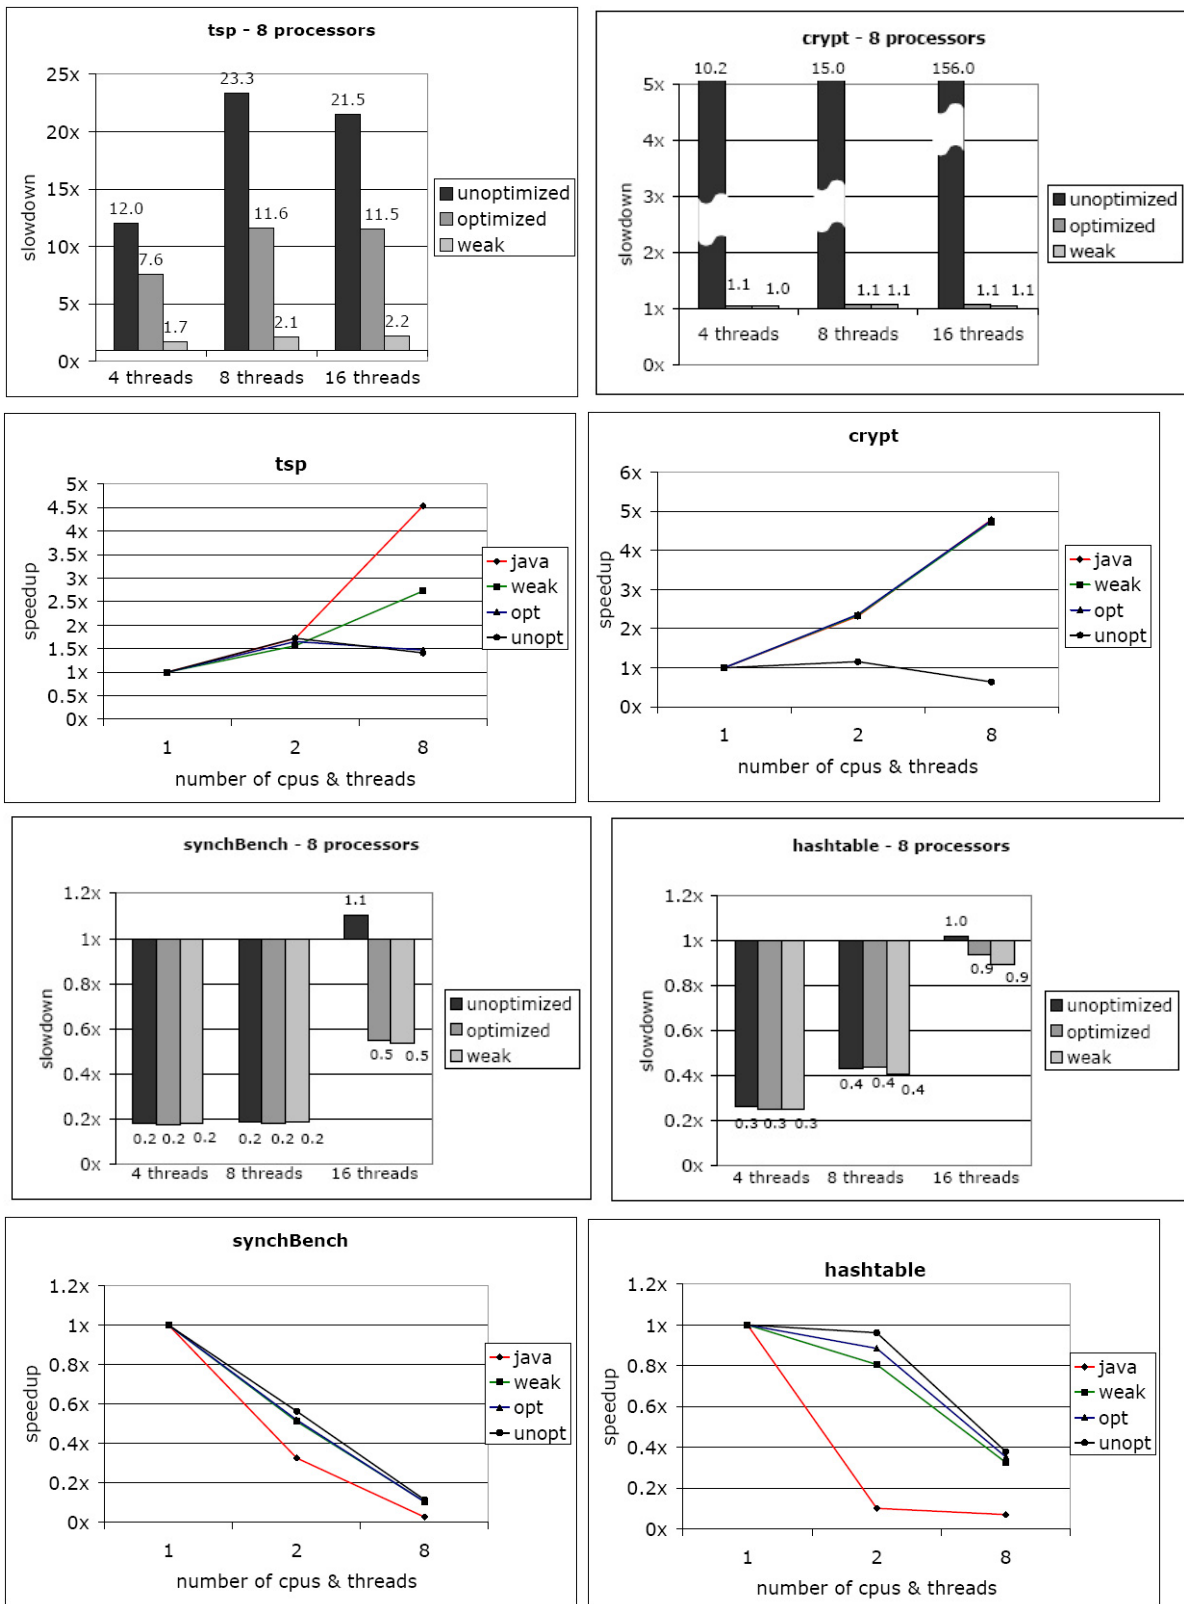 tsp - 8 processors
25x
20x
15x
10x
5x
0x
slowdown
12.0
7.6
1.7
23.3
11.6
2.1
21.5
11.5
2.2
4 threads 8 threads 16 threads
unoptimized
optimized
weak
crypt - 8 processors
5x
4x
3x
2x
1x
0x
slowdown
10.2
1.1
1.0
15.0
1.1
1.1
156.0
1.1
1.1
4 threads 8 threads 16 threads
unoptimized
optimized
weak
tsp
5x
4.5x
4x
3.5x
3x
2.5x
2x
1.5x
1x
0.5x
0x
speedup
1 2 8
number of cpus & threads
java
weak
opt
unopt
crypt
6x
5x
4x
3x
2x
1x
0x
speedup
1 2 8
number of cpus & threads
java
weak
opt
unopt
synchBench - 8 processors
1.2x
1x
0.8x
0.6x
0.4x
0.2x
0x
slowdown
0.2 0.2 0.2
0.2 0.2 0.2
1.1
0.5 0.5
4 threads 8 threads 16 threads
unoptimized
optimized
weak
hashtable - 8 processors
1.2x
1x
0.8x
0.6x
0.4x
0.2x
0x
slowdown
0.3 0.3 0.3
0.4 0.4 0.4
1.0
0.9 0.9
4 threads 8 threads 16 threads
unoptimized
optimized
weak
synchBench
1.2x
1x
0.8x
0.6x
0.4x
0.2x
0x
speedup
1 2 8
number of cpus & threads
java
weak
opt
unopt
hashtable
1.2x
1x
0.8x
0.6x
0.4x
0.2x
0x
speedup
1 2 8
number of cpus & threads
java
weak
opt
unopt